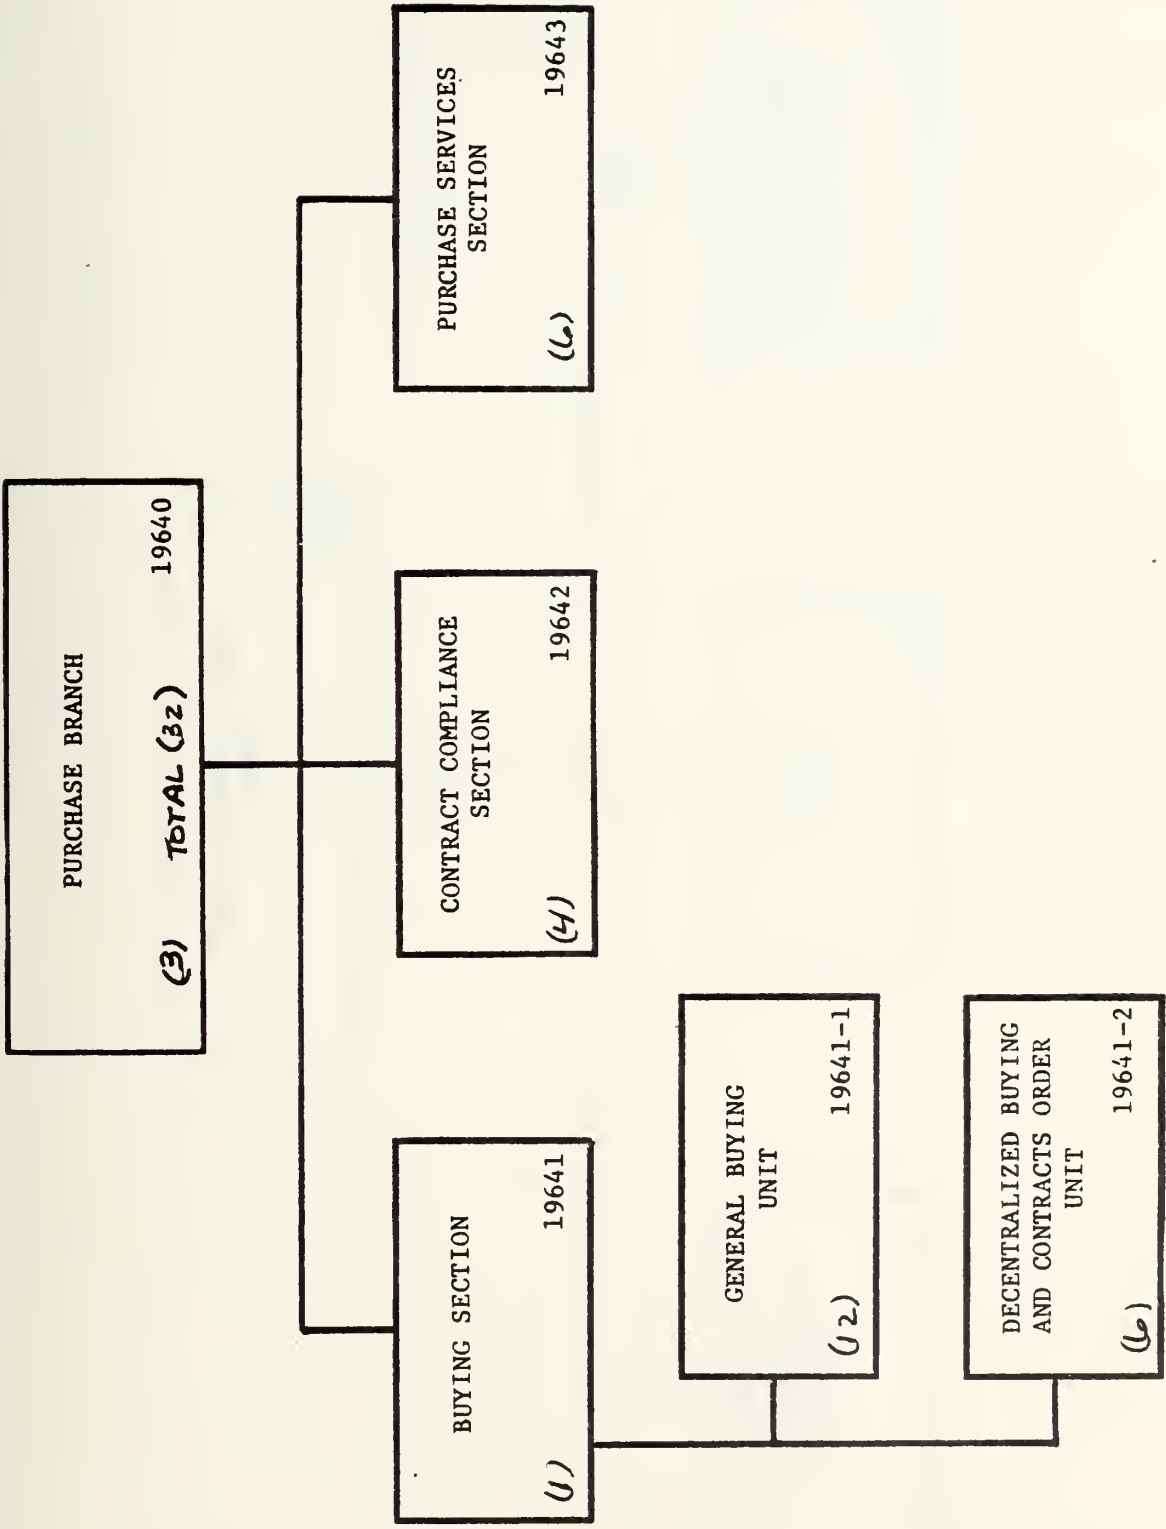 PURCHASE BRANCH
19640
(3) TOTAL (32)
BUYING SECTION
19641
(1)
CONTRACT COMPLIANCE
SECTION
19642
(4)
PURCHASE SERVICES
SECTION
19643
(6)
GENERAL BUYING
UNIT
19641-1
(12)
DECENTRALIZED BUYING
AND CONTRACTS ORDER
UNIT
19641-2
(6)